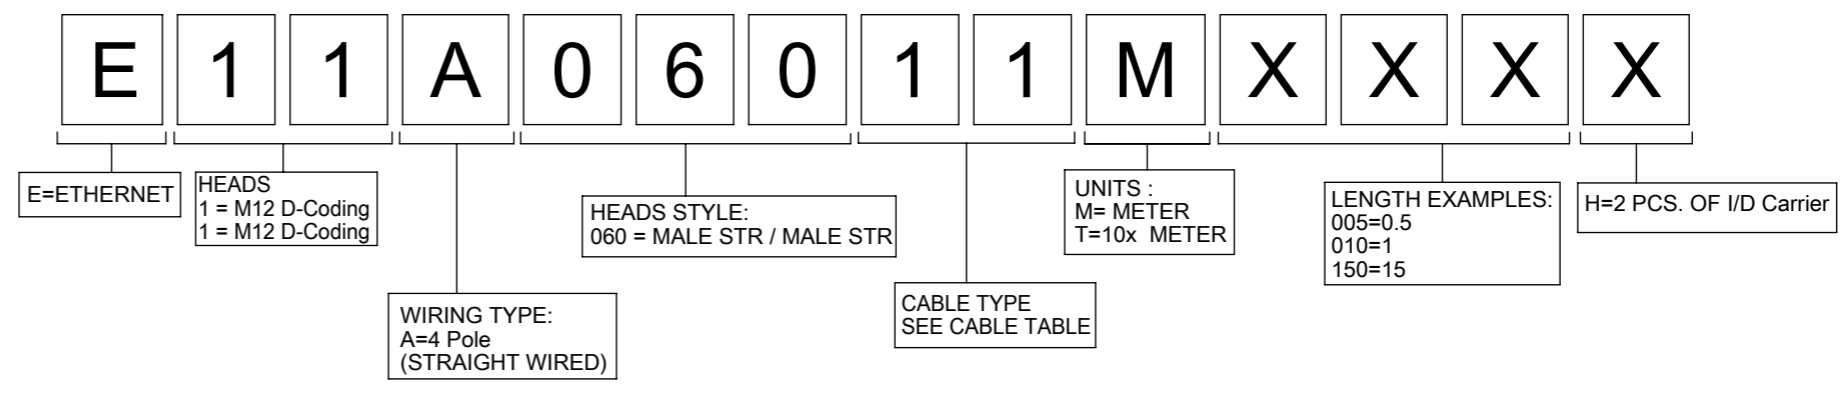 E 1 1 A 0 6 0 1 1 M X X X X
E=ETHERNET
HEADS
1 = M12 D-Coding
1 = M12 D-Coding
WIRING TYPE:
A=4 Pole
(STRAIGHT WIRED)
HEADS STYLE:
060 = MALE STR / MALE STR
CABLE TYPE
SEE CABLE TABLE
UNITS :
M= METER
T=10x METER
LENGTH EXAMPLES:
005=0.5
010=1
150=15
H=2 PCS. OF I/D Carrier